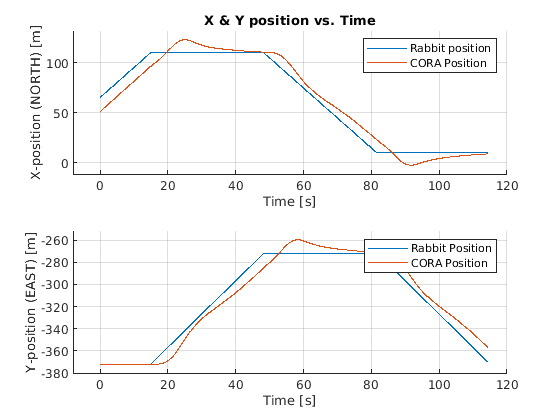 X & Y position vs. Time
X-position (NORTH) [m]
100
50
0
Rabbit position
CORA Position
0 20 40 60 80 100 120
Time [s]
Y-position (EAST) [m]
-260
-280
-300
-320
-340
-360
-380
Rabbit Position
CORA Position
0 20 40 60 80 100 120
Time [s]